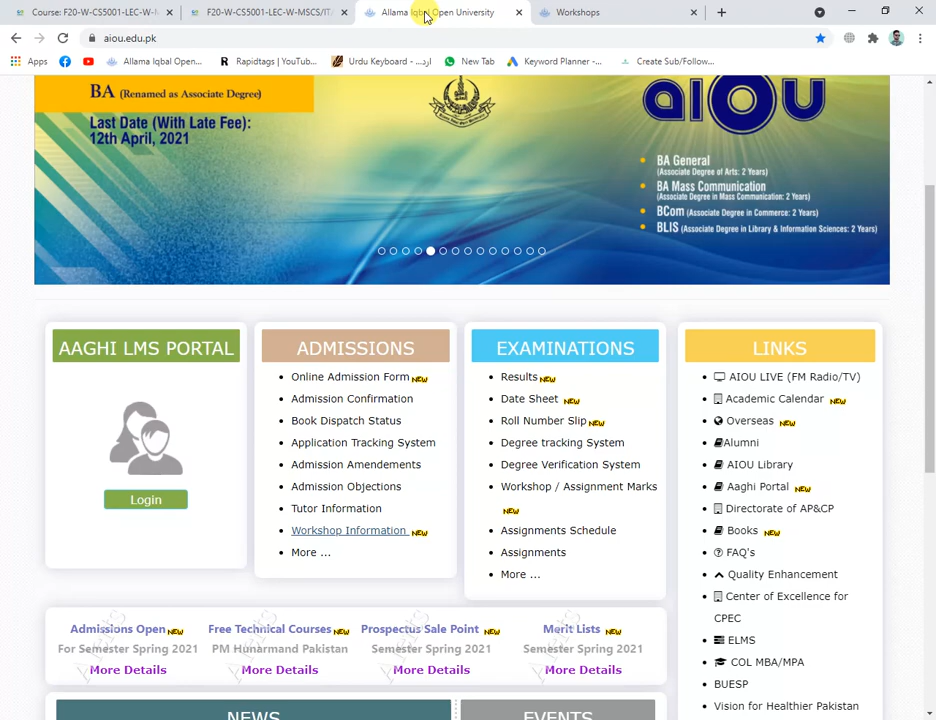 Course: F20-W-CS5001-LEC-W-M
F20-W-CS5001-LEC-W-MSCS/IT/
Allama Iqbal Open University
Workshops
aiou.edu.pk
Apps
Allama Iqbal Open...
Rapidtags | YouTub...
Urdu Keyboard - ...اردو
New Tab
Keyword Planner -...
Create Sub/Follow...
BA (Renamed as Associate Degree)
Last Date (With Late Fee):
12th April, 2021
AIOU
BA General
(Associate Degree of Arts: 2 Years)
BA Mass Communication
(Associate Degree in Mass Communication: 2 Years)
BCom (Associate Degree in Commerce: 2 Years)
BLIS (Associate Degree in Library & Information Sciences: 2 Years)
AAGHI LMS PORTAL
Login
ADMISSIONS
Online Admission Form NEW
Admission Confirmation
Book Dispatch Status
Application Tracking System
Admission Amendements
Admission Objections
Tutor Information
Workshop Information NEW
More ...
EXAMINATIONS
Results NEW
Date Sheet NEW
Roll Number Slip NEW
Degree tracking System
Degree Verification System
Workshop / Assignment Marks
NEW
Assignments Schedule
Assignments
More ...
LINKS
AIOU LIVE (FM Radio/TV)
Academic Calendar NEW
Overseas NEW
Alumni
AIOU Library
Aaghi Portal NEW
Directorate of AP&CP
Books NEW
FAQ's
Quality Enhancement
Center of Excellence for
CPEC
ELMS
COL MBA/MPA
BUESP
Vision for Healthier Pakistan
Admissions Open NEW
For Semester Spring 2021
More Details
Free Technical Courses NEW
PM Hunarmand Pakistan
More Details
Prospectus Sale Point NEW
Semester Spring 2021
More Details
Merit Lists NEW
Semester Spring 2021
More Details
NEWS
EVENTS